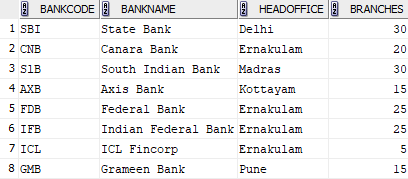 BANKCODE BANKNAME HEADOFFICE BRANCHES
1 SBI State Bank Delhi 30
2 CNB Canara Bank Ernakulam 20
3 SlB South Indian Bank Madras 30
4 AXB Axis Bank Kottayam 15
5 FDB Federal Bank Ernakulam 25
6 IFB Indian Federal Bank Ernakulam 25
7 ICL ICL Fincorp Ernakulam 5
8 GMB Grameen Bank Pune 15